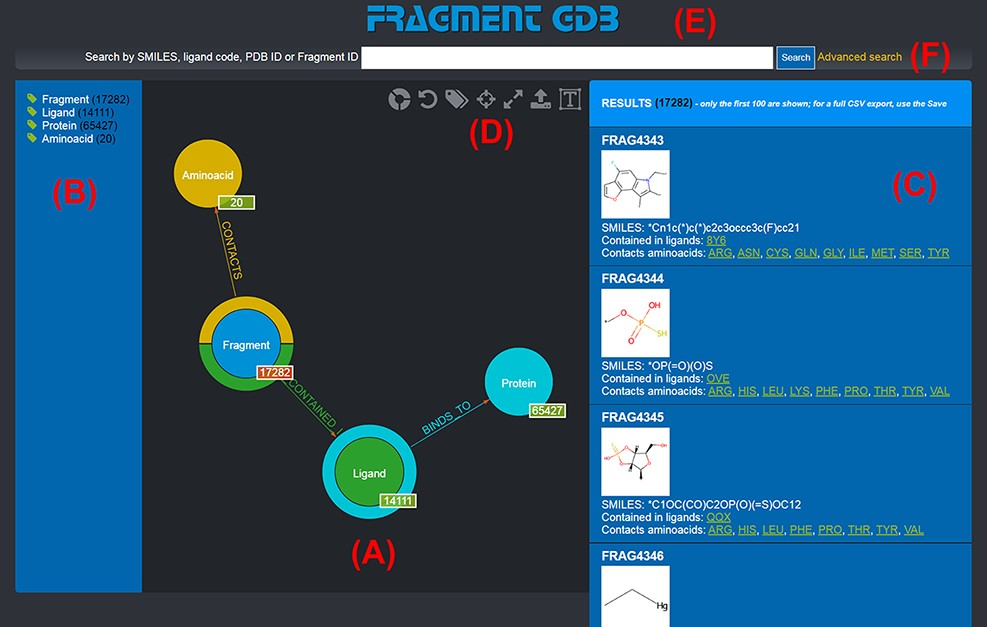 FRAGMENT GDB
(E)
Search by SMILES, ligand code, PDB ID or Fragment ID
Search
Advanced search
(F)
Fragment (17282)
Ligand (14111)
Protein (65427)
Aminoacid (20)
(B)
T
(D)
Aminoacid
20
CONTACTS
Fragment
17282
CONTAINED_I
Protein
65427
BINDS_TO
Ligand
14111
(A)
RESULTS (17282) - only the first 100 are shown; for a full CSV export, use the Save
(C)
FRAG4343
F
N
O
SMILES: *Cn1c(*)c(*)c2c3occc3c(F)cc21
Contained in ligands: 8Y6
Contacts aminoacids: ARG, ASN, CYS, GLN, GLY, ILE, MET, SER, TYR
FRAG4344
OH
O
P
SH
O
SMILES: *OP(=O)(O)S
Contained in ligands: OVE
Contacts aminoacids: ARG, HIS, LEU, LYS, PHE, PRO, THR, TYR, VAL
FRAG4345
SMILES: *C1OC(CO)C2OP(O)(=S)OC12
Contained in ligands: QQX
Contacts aminoacids: ARG, HIS, LEU, PHE, PRO, THR, TYR, VAL
FRAG4346
Hg